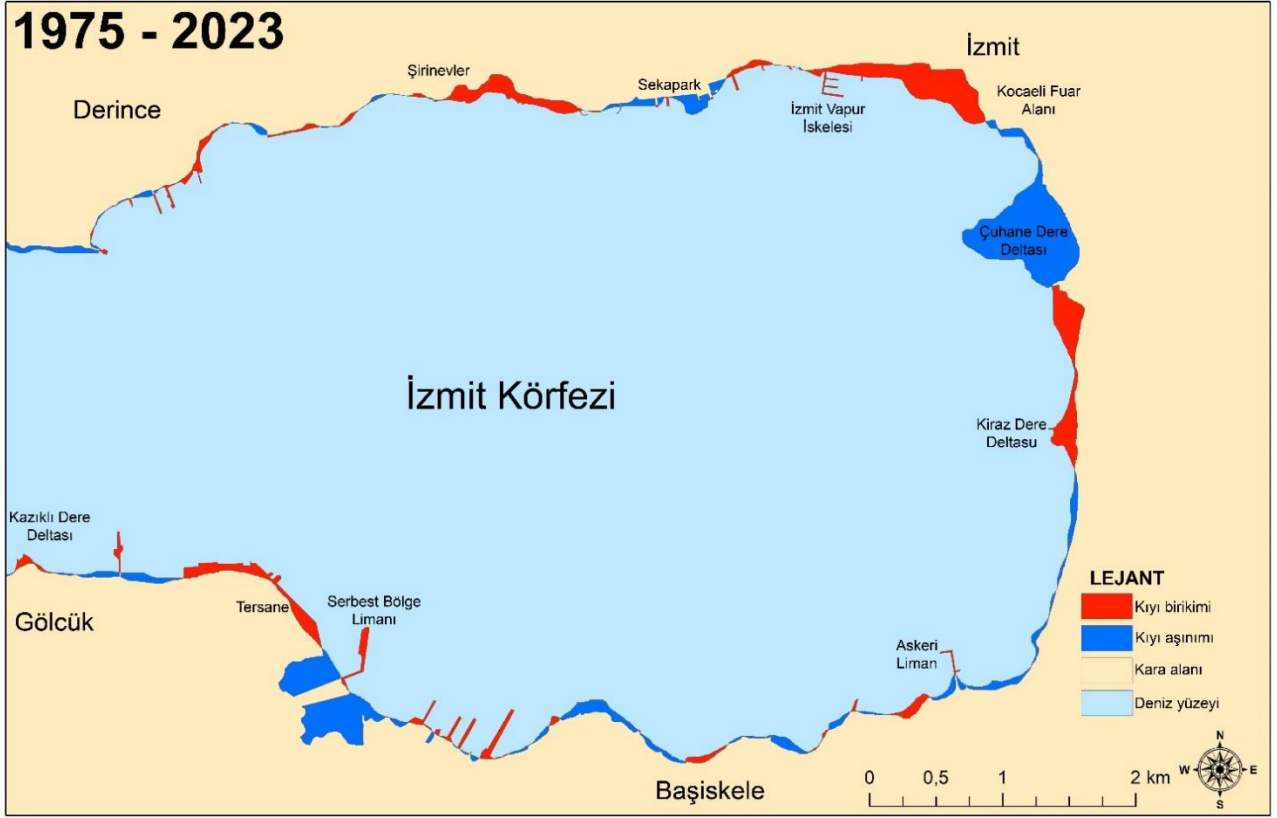 1975 - 2023
İzmit
Derince
Şirinevler
Sekapark
İzmit Vapur
İskelesi
Kocaeli Fuar
Alanı
Çuhane Dere
Deltası
İzmit Körfezi
Kiraz Dere
Deltasu
Kazıklı Dere
Deltası
Gölcük
Tersane
Serbest Bölge
Limanı
Askeri
Liman
Başiskele
LEJANT
Kıyı birikimi
Kıyı aşınımı
Kara alanı
Deniz yüzeyi
0 0,5 1 2 km
N
W E
S